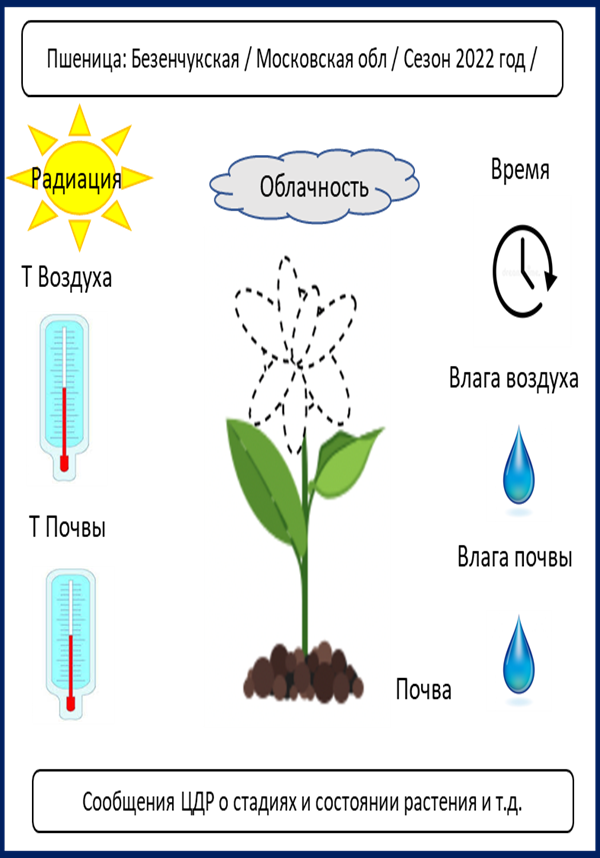 Пшеница: Безенчукская / Московская обл / Сезон 2022 год /
Радиация
Облачность
Время
Т Воздуха
Влага воздуха
Т Почвы
Влага почвы
Почва
Сообщения ЦДР о стадиях и состоянии растения и т.д.